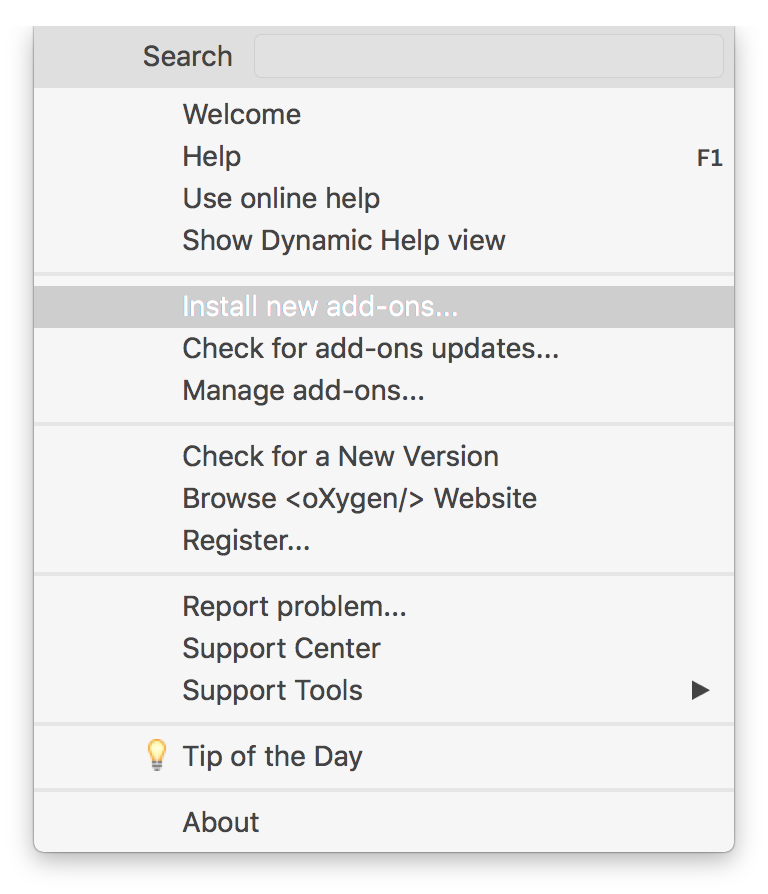 Search
Welcome
Help F1
Use online help
Show Dynamic Help view
Install new add-ons...
Check for add-ons updates...
Manage add-ons...
Check for a New Version
Browse <oXygen/> Website
Register...
Report problem...
Support Center
Support Tools
Tip of the Day
About